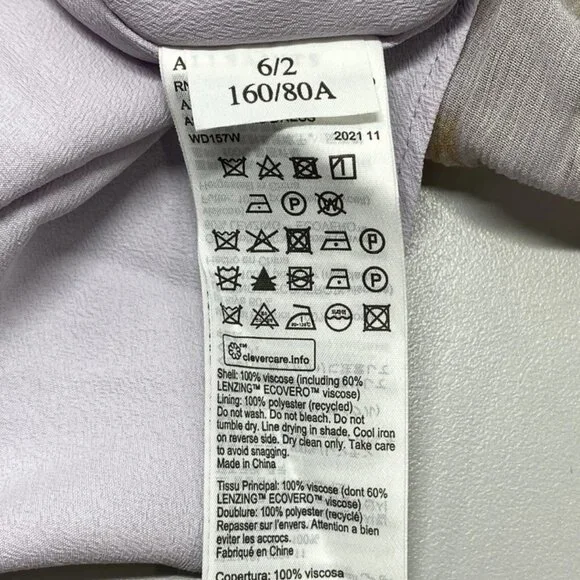 6/2
160/80A
WD157W 2021 11
P
W
P
P
clevercare.info
Shell: 100% viscose (including 60%
LENZING™ ECOVERO™ viscose)
Lining: 100% polyester (recycled)
Do not wash. Do not bleach. Do not
tumble dry. Line drying in shade. Cool iron
on reverse side. Dry clean only. Take care
to avoid snagging.
Made in China
Tissu Principal: 100% viscose (dont 60%
LENZING™ ECOVERO™ viscose)
Doublure: 100% polyester (recyclé)
Repasser sur l'envers. Attention a bien
eviter les accrocs.
Fabriqué en Chine
Copertura: 100% viscosa